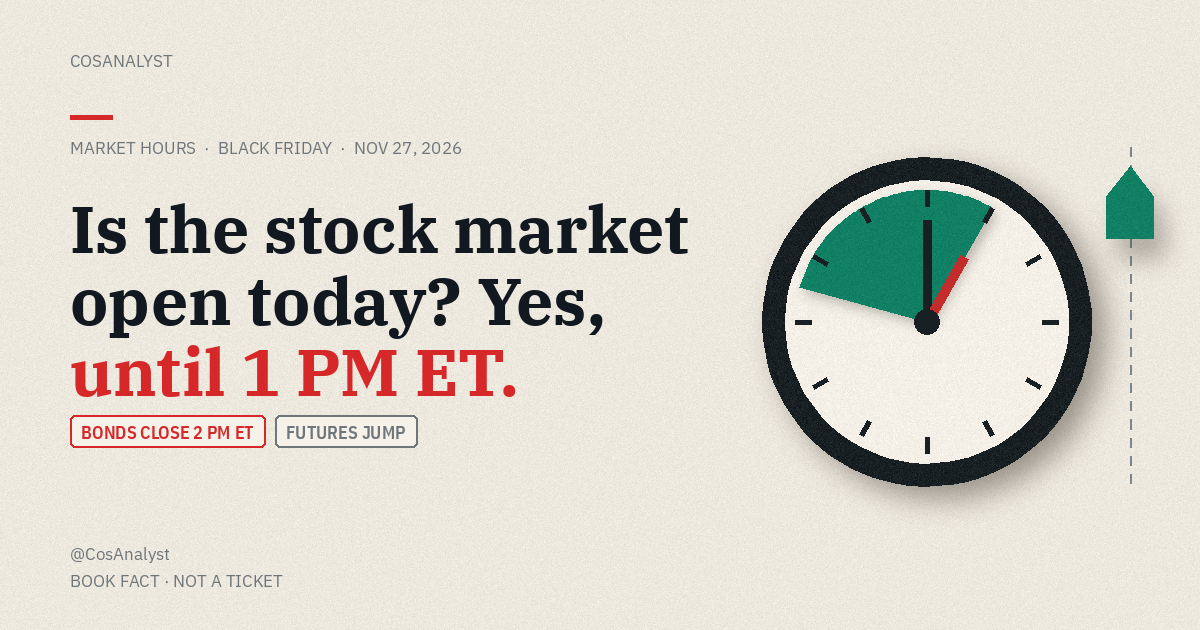 COSANALYST
MARKET HOURS · BLACK FRIDAY · NOV 27, 2026
Is the stock market
open today? Yes,
until 1 PM ET.
BONDS CLOSE 2 PM ET
FUTURES JUMP
@CosAnalyst
BOOK FACT · NOT A TICKET